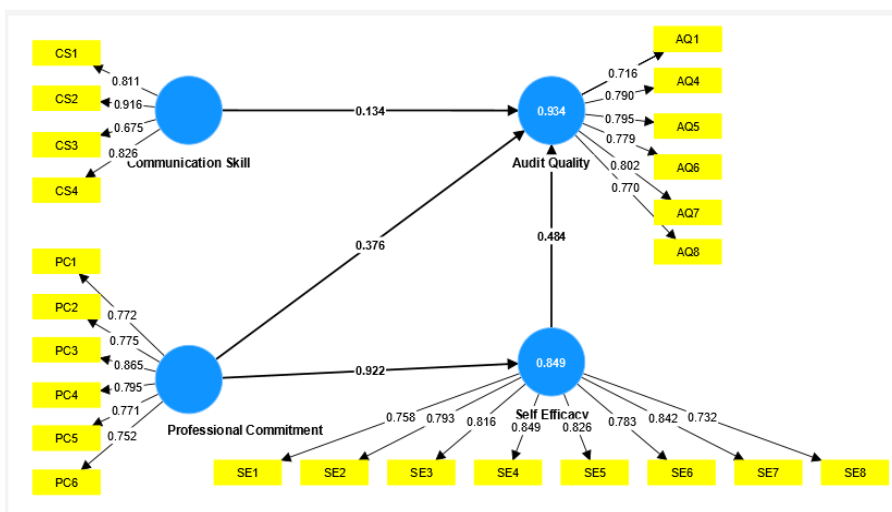 CS1
CS2
CS3
CS4
0.811
0.916
0.675
0.826
Communication Skill
0.134
0.934
Audit Quality
0.716
0.790
0.795
0.779
0.802
0.770
AQ1
AQ4
AQ5
AQ6
AQ7
AQ8
0.376
0.484
PC1
PC2
PC3
PC4
PC5
PC6
0.772
0.775
0.865
0.795
0.771
0.752
Professional Commitment
0.922
0.849
Self Efficacy
0.758
0.793
0.816
0.849
0.826
0.783
0.842
0.732
SE1
SE2
SE3
SE4
SE5
SE6
SE7
SE8